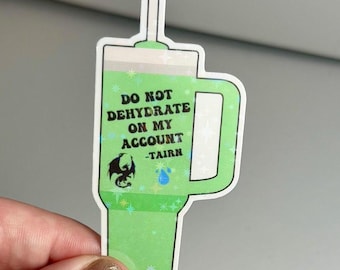 DO NOT
DEHYDRATE
ON MY
ACCOUNT
-TAIRN